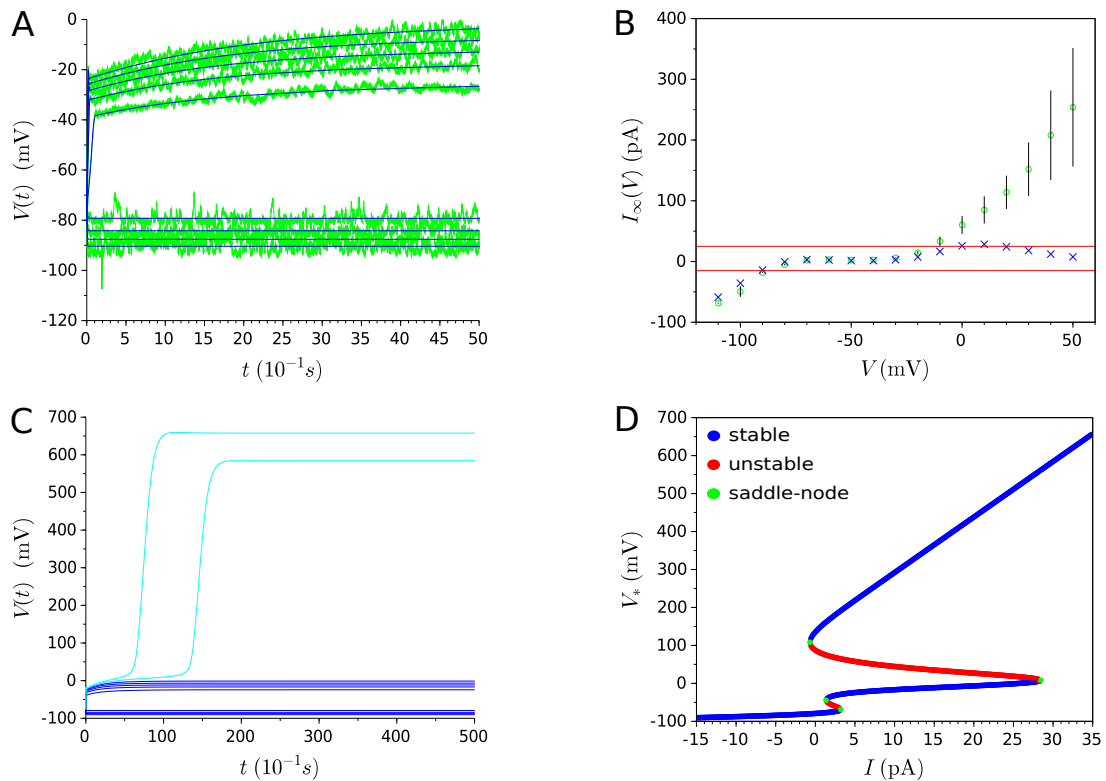 A
0
-20
-40
-60
-80
-100
-120
V(t) (mV)
0 5 10 15 20 25 30 35 40 45 50
t (10⁻¹s)
B
400
300
200
100
0
-100
I∞(V) (pA)
-100 -50 0 50
V (mV)
C
700
600
500
400
300
200
100
0
-100
V(t) (mV)
0 100 200 300 400 500
t (10⁻¹s)
D
stable
unstable
saddle-node
700
600
500
400
300
200
100
0
-100
V* (mV)
-15 -10 -5 0 5 10 15 20 25 30 35
I (pA)